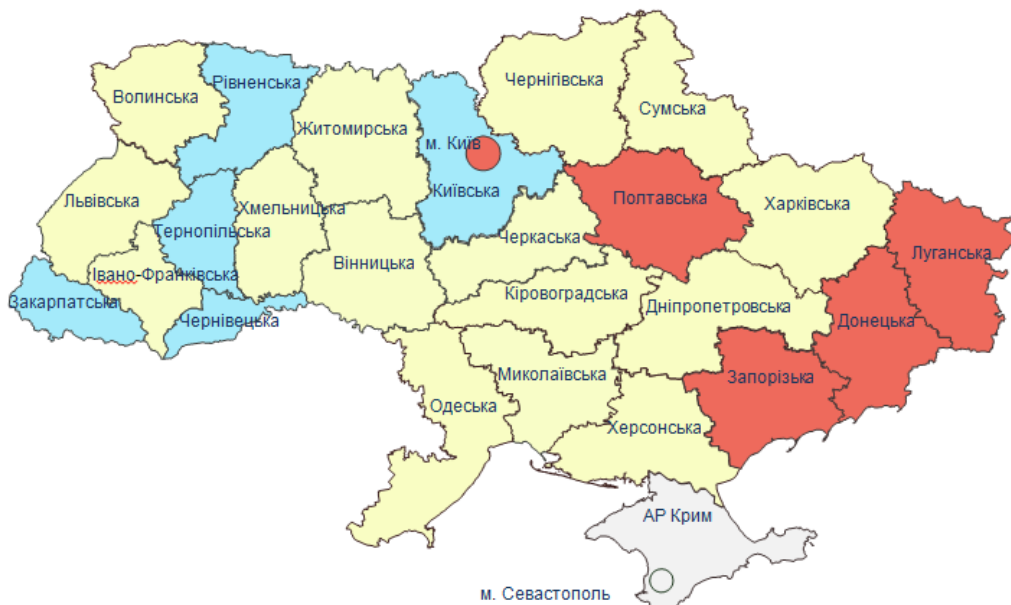 Чернігівська
Рівненська
Волинська
Сумська
Житомирська
м. Київ
Київська
Полтавська
Львівська
Хмельницька
Харківська
Тернопільська
Черкаська
Луганська
Вінницька
Івано-Франківська
Закарпатська
Кіровоградська
Дніпропетровська
Чернівецька
Донецька
Миколаївська
Запорізька
Одеська
Херсонська
АР Крим
м. Севастополь